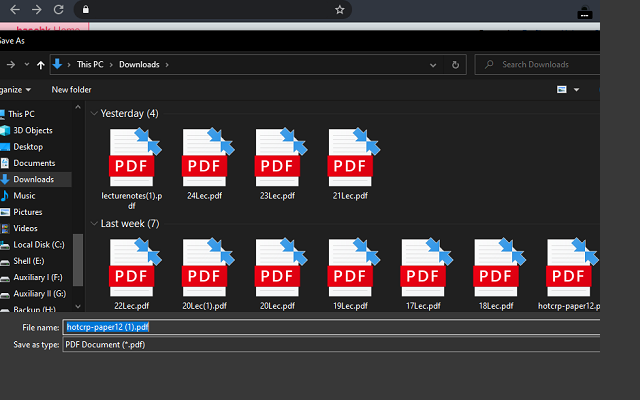 Home
Save As
This PC
Downloads
Search Downloads
New folder
This PC
3D Objects
Desktop
Documents
Downloads
Music
Pictures
Videos
Local Disk (C:)
Shell (E:)
Auxiliary I (F:)
Auxiliary II (G:)
Backup (H:)
Yesterday (4)
PDF
PDF
PDF
PDF
lecturenotes(1).p
df
24Lec.pdf
23Lec.pdf
21Lec.pdf
Last week (7)
PDF
PDF
PDF
PDF
PDF
PDF
PDF
22Lec.pdf
20Lec(1).pdf
20Lec.pdf
19Lec.pdf
17Lec.pdf
18Lec.pdf
hotcrp-paper12.p
File name:
hotcrp-paper12 (1).pdf
Save as type:
PDF Document (*.pdf)